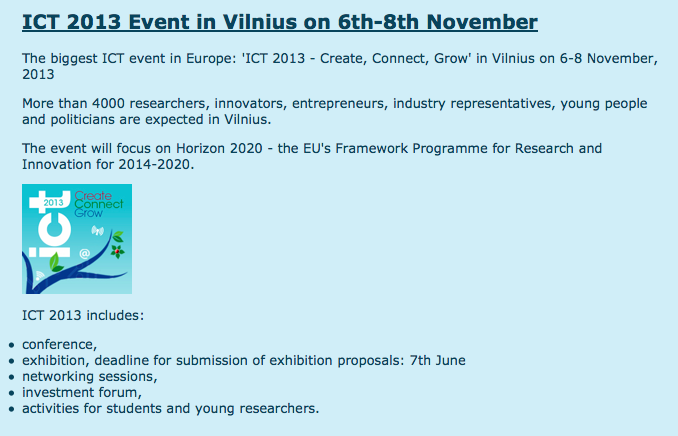 ICT 2013 Event in Vilnius on 6th-8th November
The biggest ICT event in Europe: 'ICT 2013 - Create, Connect, Grow' in Vilnius on 6-8 November,
2013
More than 4000 researchers, innovators, entrepreneurs, industry representatives, young people
and politicians are expected in Vilnius.
The event will focus on Horizon 2020 - the EU's Framework Programme for Research and
Innovation for 2014-2020.
ict
2013
Create
Connect
Grow
@
ICT 2013 includes:
• conference,
• exhibition, deadline for submission of exhibition proposals: 7th June
• networking sessions,
• investment forum,
• activities for students and young researchers.